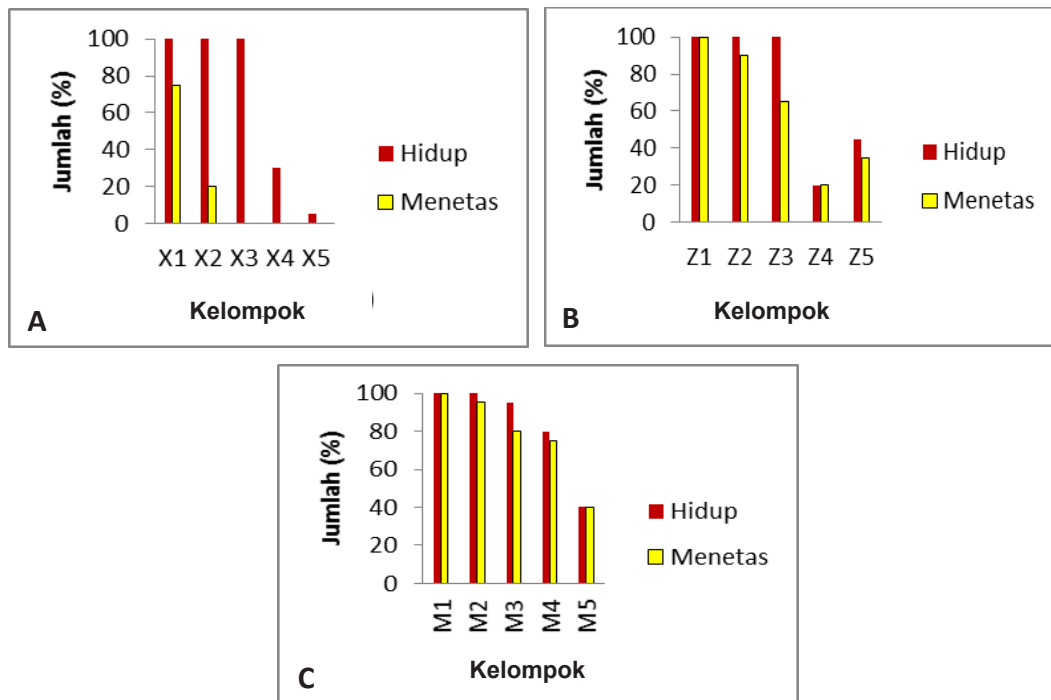 Jumlah (%)
100
80
60
40
20
0
X1 X2 X3 X4 X5
Kelompok
Hidup
Menetas
A
Jumlah (%)
100
80
60
40
20
0
Z1 Z2 Z3 Z4 Z5
Kelompok
Hidup
Menetas
B
Jumlah (%)
100
80
60
40
20
0
M1 M2 M3 M4 M5
Kelompok
Hidup
Menetas
C